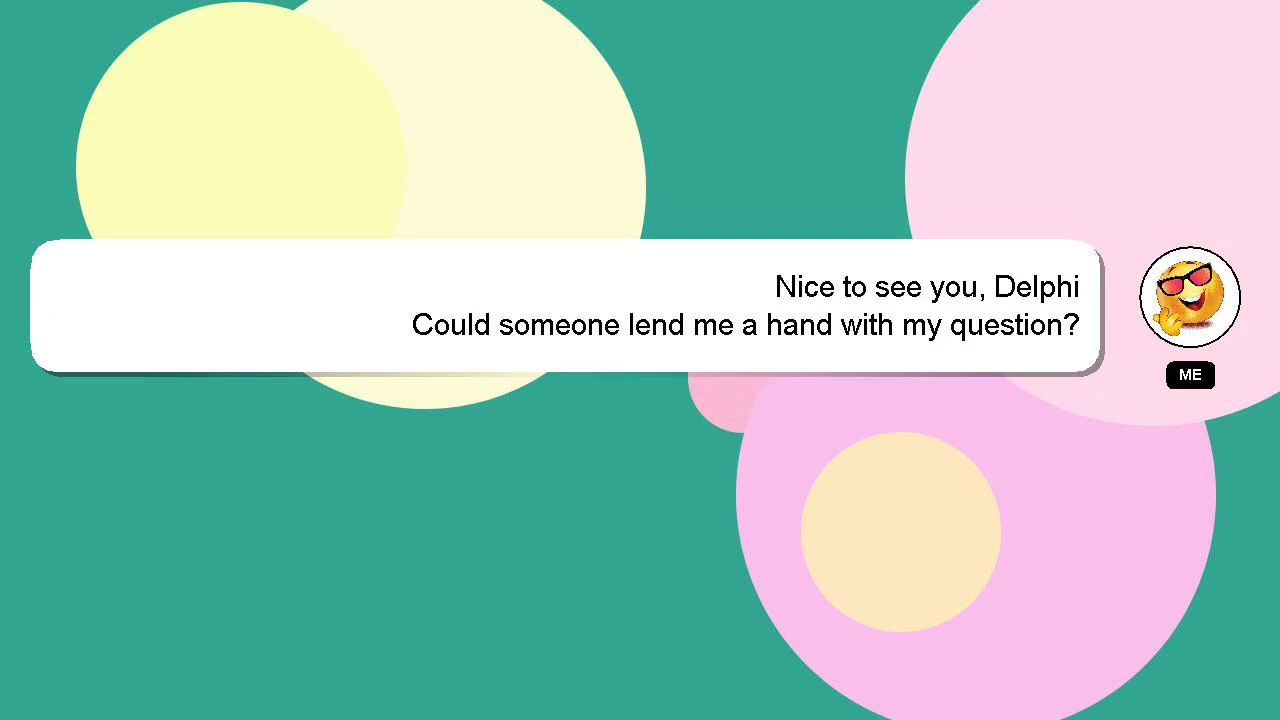 Nice to see you, Delphi
Could someone lend me a hand with my question?
ME